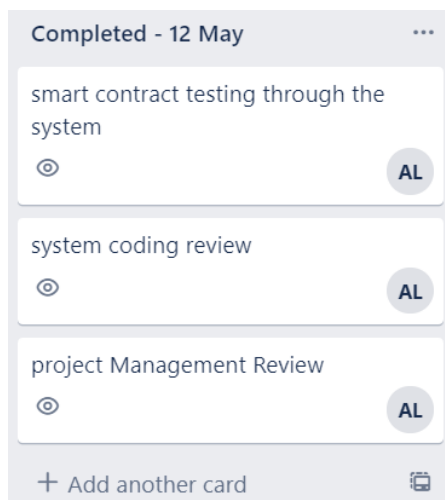 Completed - 12 May
smart contract testing through the
system
AL
system coding review
AL
project Management Review
AL
+ Add another card